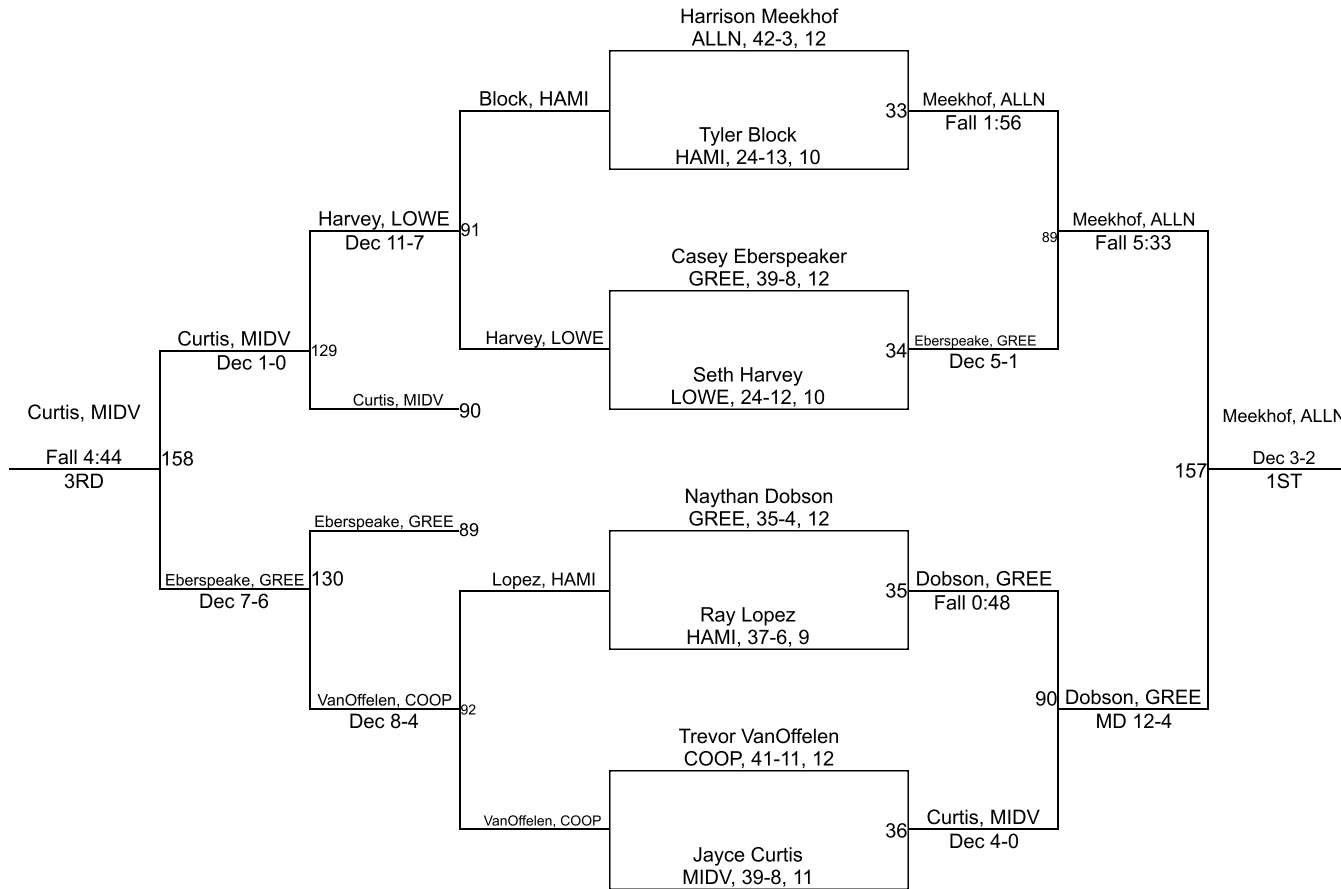 Harrison Meekhof
ALLN, 42-3, 12
Block, HAMI
33
Meekhof, ALLN
Fall 1:56
Tyler Block
HAMI, 24-13, 10
Harvey, LOWE
Dec 11-7
91
Meekhof, ALLN
Fall 5:33
89
Casey Eberspeaker
GREE, 39-8, 12
Curtis, MIDV
Dec 1-0
129
Harvey, LOWE
34
Eberspeake, GREE
Dec 5-1
Seth Harvey
LOWE, 24-12, 10
Curtis, MIDV
90
Curtis, MIDV
Fall 4:44
3RD
158
Meekhof, ALLN
Dec 3-2
1ST
157
Naythan Dobson
GREE, 35-4, 12
Eberspeake, GREE
89
Eberspeake, GREE
Dec 7-6
130
Lopez, HAMI
35
Dobson, GREE
Fall 0:48
Ray Lopez
HAMI, 37-6, 9
VanOffelen, COOP
Dec 8-4
92
90
Dobson, GREE
MD 12-4
Trevor VanOffelen
COOP, 41-11, 12
VanOffelen, COOP
36
Curtis, MIDV
Dec 4-0
Jayce Curtis
MIDV, 39-8, 11